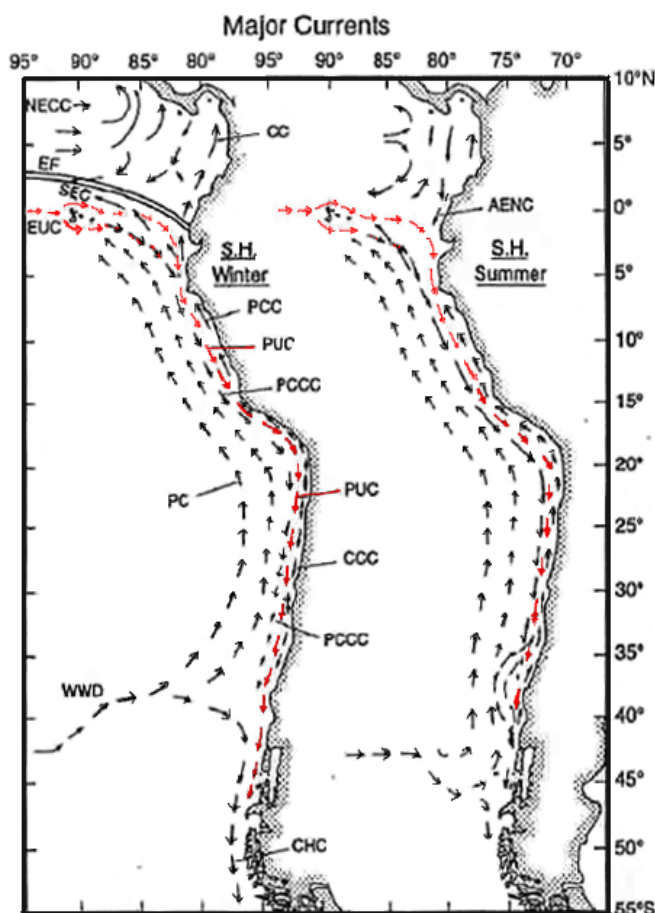 Major Currents
95° 90° 85° 80° 95° 90° 85° 80° 75° 70°
10°N
NECC
CC
5°
EF
SEC
AENC
0°
EUC
S.H.
Winter
S.H.
Summer
5°
PCC
PUC
10°
PCCC
15°
20°
PC
PUC
25°
CCC
30°
PCCC
35°
WWD
40°
45°
CHC
50°
55°S